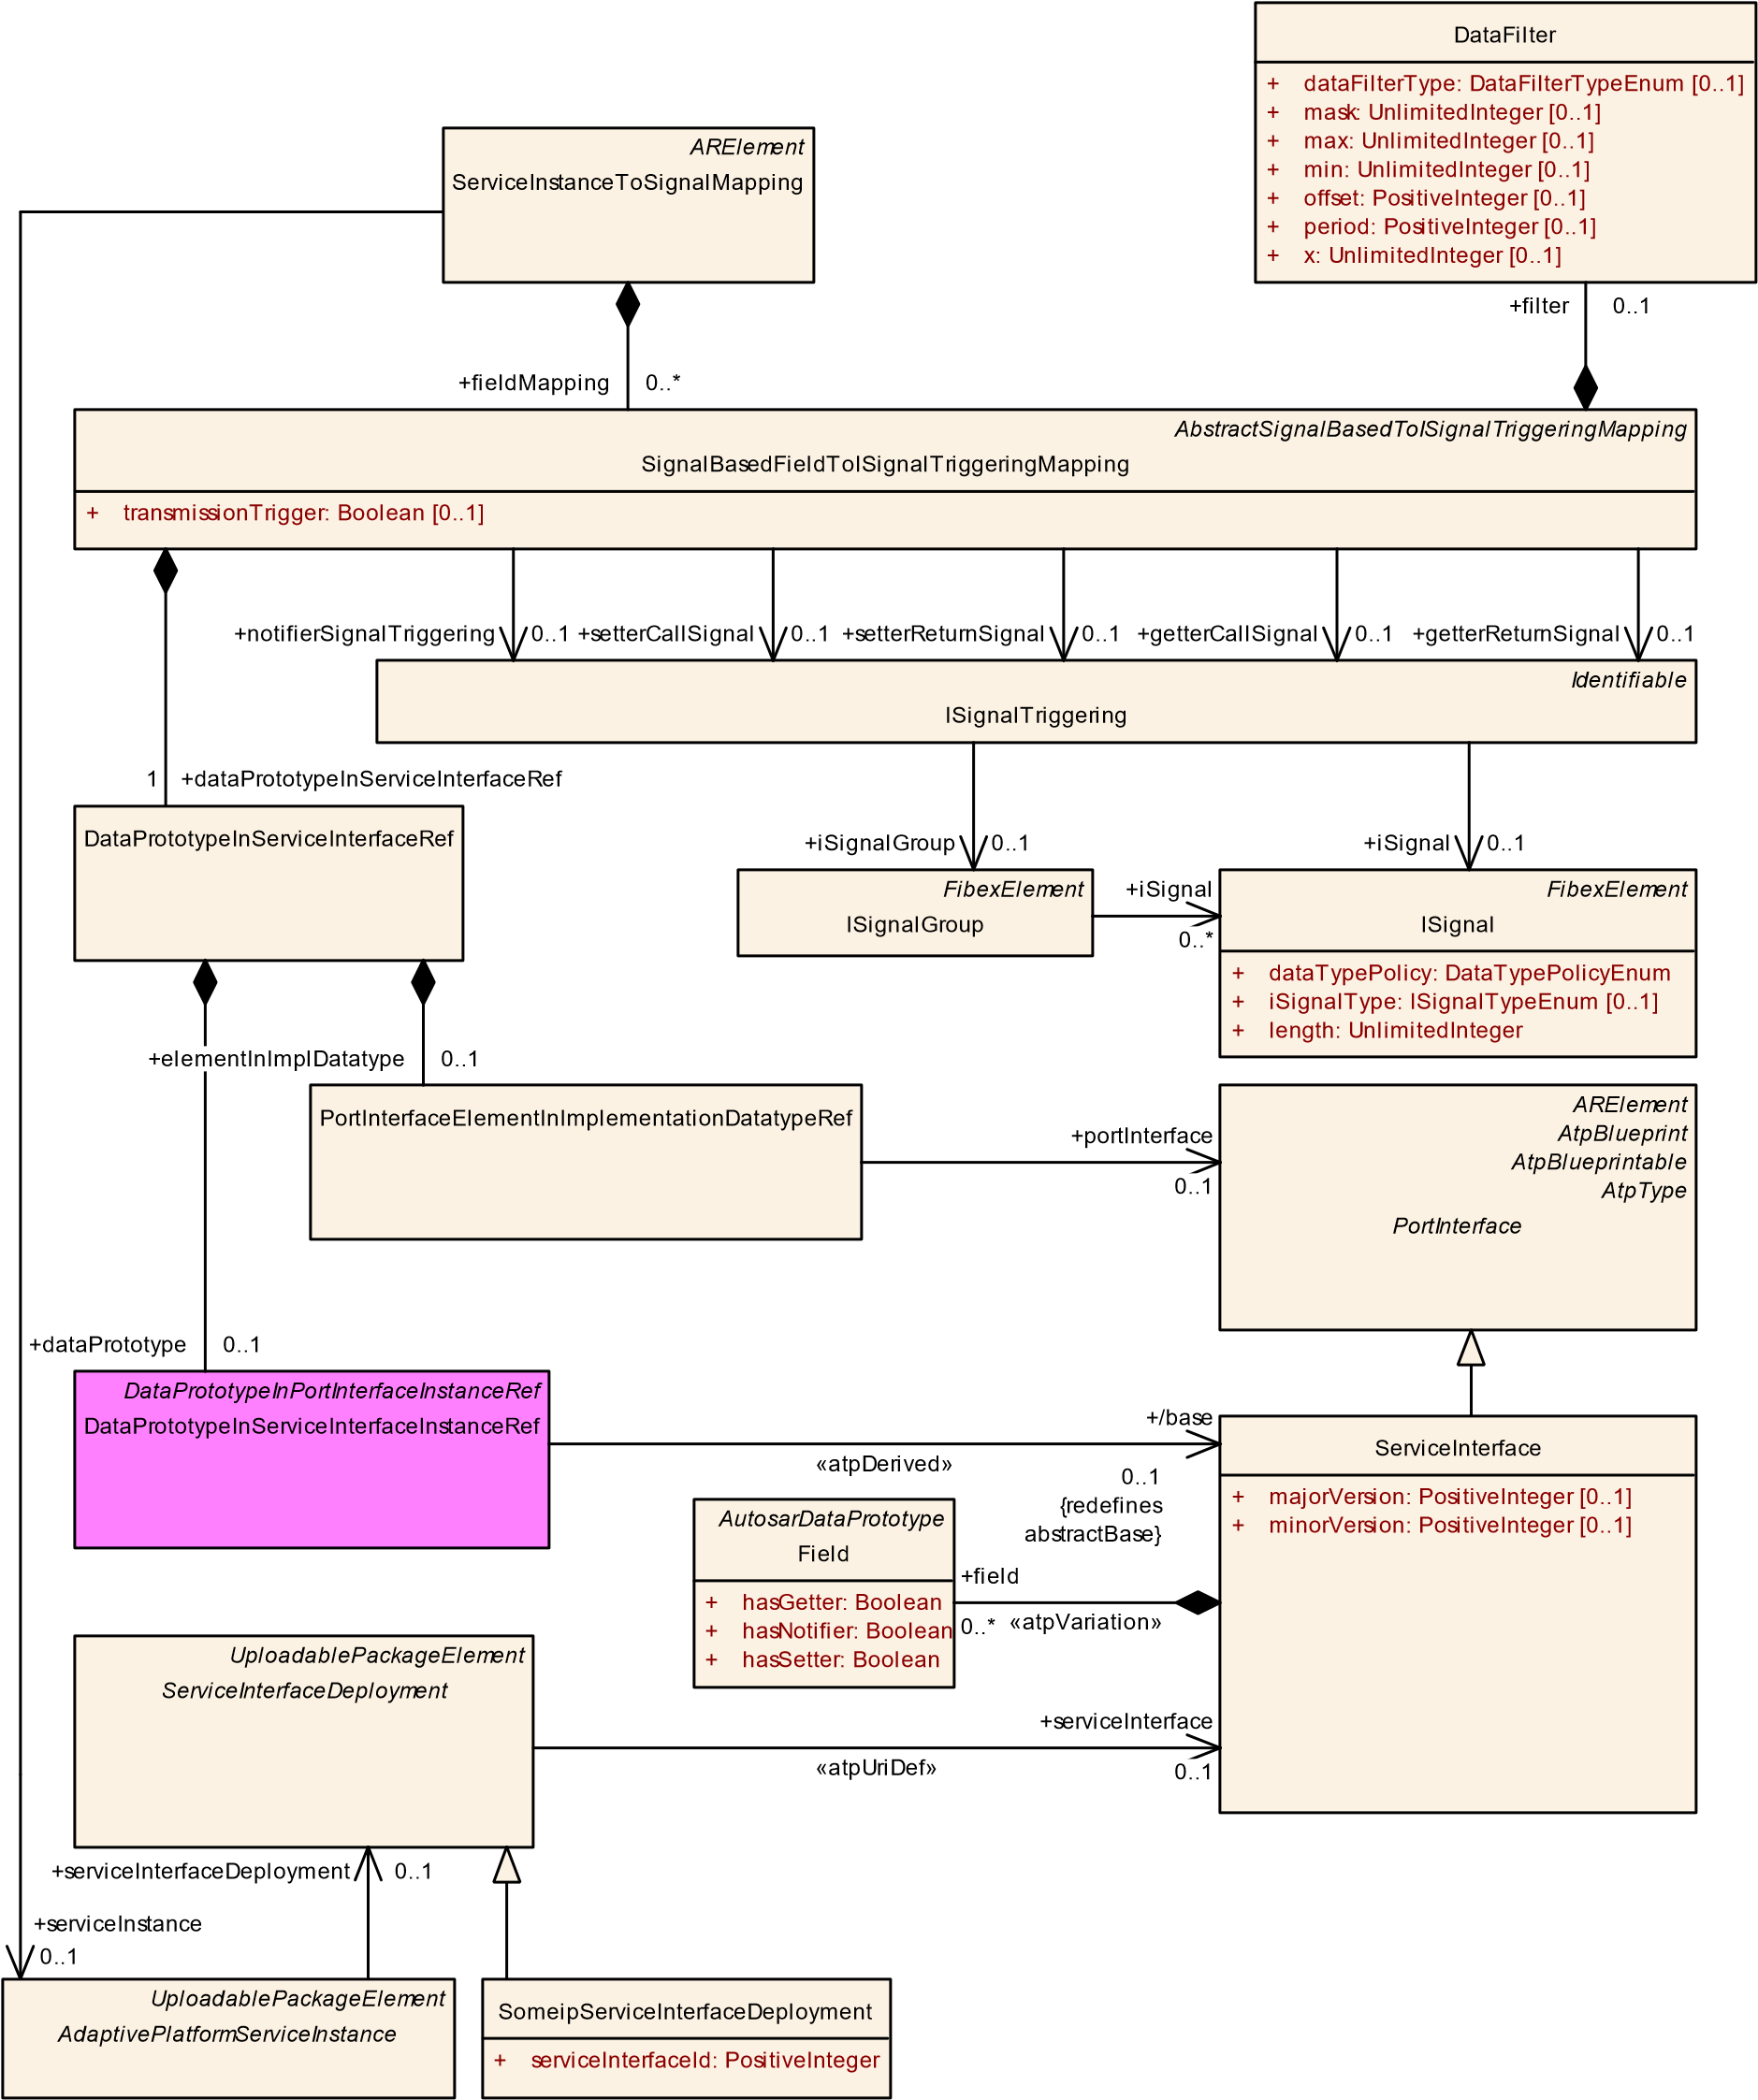 DataFilter
+ dataFilterType: DataFilterTypeEnum [0..1]
+ mask: UnlimitedInteger [0..1]
+ max: UnlimitedInteger [0..1]
+ min: UnlimitedInteger [0..1]
+ offset: PositiveInteger [0..1]
+ period: PositiveInteger [0..1]
+ x: UnlimitedInteger [0..1]
ARElement
ServiceInstanceToSignalMapping
+filter 0..1
+fieldMapping 0..*
AbstractSignalBasedToISignalTriggeringMapping
SignalBasedFieldToISignalTriggeringMapping
+ transmissionTrigger: Boolean [0..1]
+notifierSignalTriggering 0..1 +setterCallSignal 0..1 +setterReturnSignal 0..1 +getterCallSignal 0..1 +getterReturnSignal 0..1
Identifiable
ISignalTriggering
1 +dataPrototypeInServiceInterfaceRef
DataPrototypeInServiceInterfaceRef
+iSignalGroup 0..1 +iSignal 0..1
FibexElement
ISignalGroup
+iSignal
0..*
FibexElement
ISignal
+ dataTypePolicy: DataTypePolicyEnum
+ iSignalType: ISignalTypeEnum [0..1]
+ length: UnlimitedInteger
+elementInImplDatatype 0..1
PortInterfaceElementInImplementationDatatypeRef
+portInterface
0..1
ARElement
AtpBlueprint
AtpBlueprintable
AtpType
PortInterface
+dataPrototype 0..1
DataPrototypeInPortInterfaceInstanceRef
DataPrototypeInServiceInterfaceInstanceRef
+/base
«atpDerived»
0..1
{redefines
abstractBase}
ServiceInterface
+ majorVersion: PositiveInteger [0..1]
+ minorVersion: PositiveInteger [0..1]
AutosarDataPrototype
Field
+ hasGetter: Boolean
+ hasNotifier: Boolean
+ hasSetter: Boolean
+field
0..* «atpVariation»
UploadablePackageElement
ServiceInterfaceDeployment
+serviceInterface
«atpUriDef» 0..1
+serviceInterfaceDeployment 0..1
+serviceInstance
0..1
UploadablePackageElement
AdaptivePlatformServiceInstance
SomeipServiceInterfaceDeployment
+ serviceInterfaceId: PositiveInteger